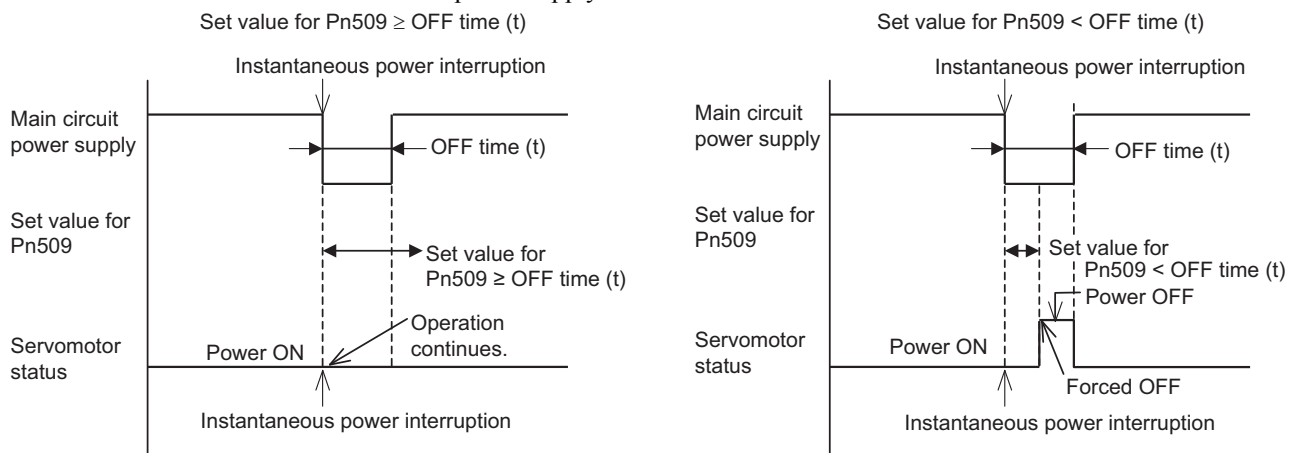 Set value for Pn509 ≥ OFF time (t)
Instantaneous power interruption
Main circuit
power supply
OFF time (t)
Set value for
Pn509
Set value for
Pn509 ≥ OFF time (t)
Operation
continues.
Servomotor
status
Power ON
Instantaneous power interruption
Set value for Pn509 < OFF time (t)
Instantaneous power interruption
Main circuit
power supply
OFF time (t)
Set value for
Pn509
Set value for
Pn509 < OFF time (t)
Power OFF
Servomotor
status
Power ON
Forced OFF
Instantaneous power interruption